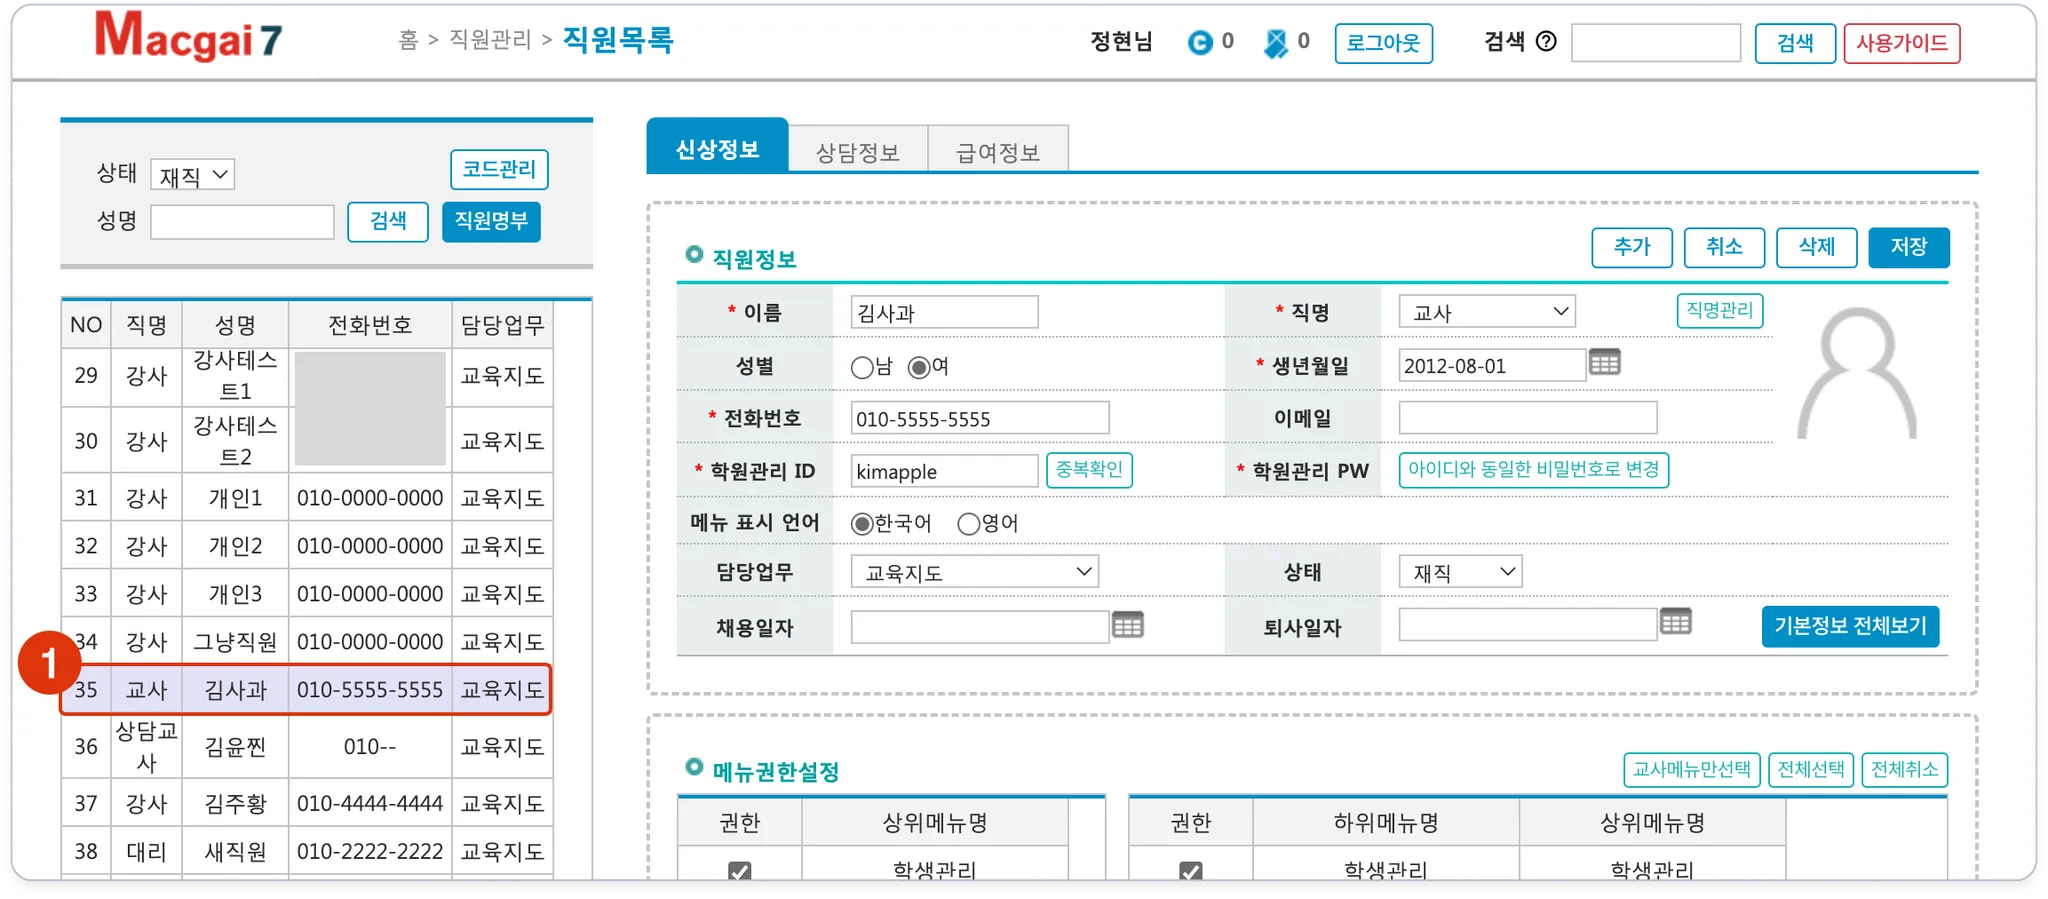 Macgai 7
홈 > 직원관리 > 직원목록
정현님 0 0 로그아웃 검색 ? 검색 사용가이드
상태 재직 코드관리
성명 검색 직원명부
NO 직명 성명 전화번호 담당업무
29 강사 강사테스트1 교육지도
30 강사 강사테스트2 교육지도
31 강사 개인1 010-0000-0000 교육지도
32 강사 개인2 010-0000-0000 교육지도
33 강사 개인3 010-0000-0000 교육지도
34 강사 그냥직원 010-0000-0000 교육지도
1
35 교사 김사과 010-5555-5555 교육지도
36 상담교사 김윤찐 010-- 교육지도
37 강사 김주황 010-4444-4444 교육지도
38 대리 새직원 010-2222-2222 교육지도
신상정보 상담정보 급여정보
직원정보 추가 취소 삭제 저장
* 이름 김사과 * 직명 교사 직명관리
성별 남 여 * 생년월일 2012-08-01
* 전화번호 010-5555-5555 이메일
* 학원관리 ID kimapple 중복확인 * 학원관리 PW 아이디와 동일한 비밀번호로 변경
메뉴 표시 언어 한국어 영어
담당업무 교육지도 상태 재직
채용일자 퇴사일자 기본정보 전체보기
메뉴권한설정 교사메뉴만선택 전체선택 전체취소
권한 상위메뉴명 권한 하위메뉴명 상위메뉴명
학생관리 학생관리 학생관리